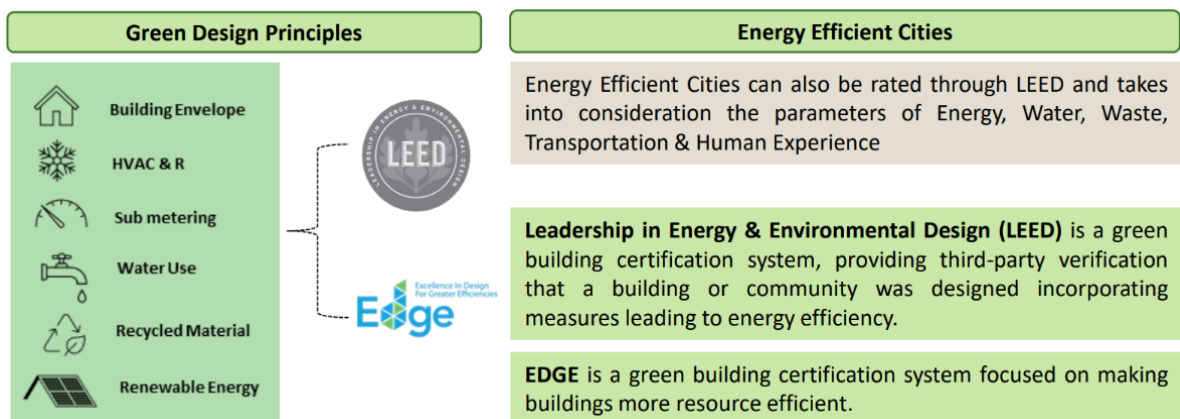 Green Design Principles
Building Envelope
HVAC & R
Sub metering
Water Use
Recycled Material
Renewable Energy
LEADERSHIP IN ENERGY & ENVIRONMENTAL DESIGN
LEED
Excellence In Design
For Greater Efficiencies
Edge
Energy Efficient Cities
Energy Efficient Cities can also be rated through LEED and takes
into consideration the parameters of Energy, Water, Waste,
Transportation & Human Experience
Leadership in Energy & Environmental Design (LEED) is a green
building certification system, providing third-party verification
that a building or community was designed incorporating
measures leading to energy efficiency.
EDGE is a green building certification system focused on making
buildings more resource efficient.